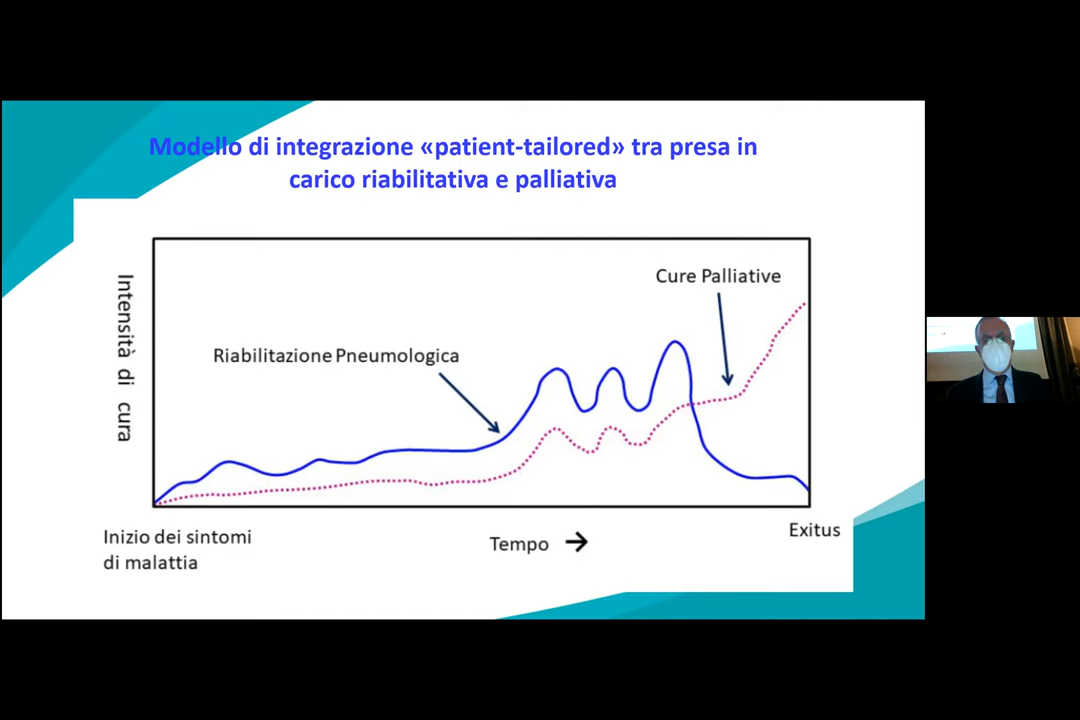 Modello di integrazione «patient-tailored» tra presa in
carico riabilitativa e palliativa
Intensità di cura
Cure Palliative
Riabilitazione Pneumologica
Inizio dei sintomi
di malattia
Tempo →
Exitus